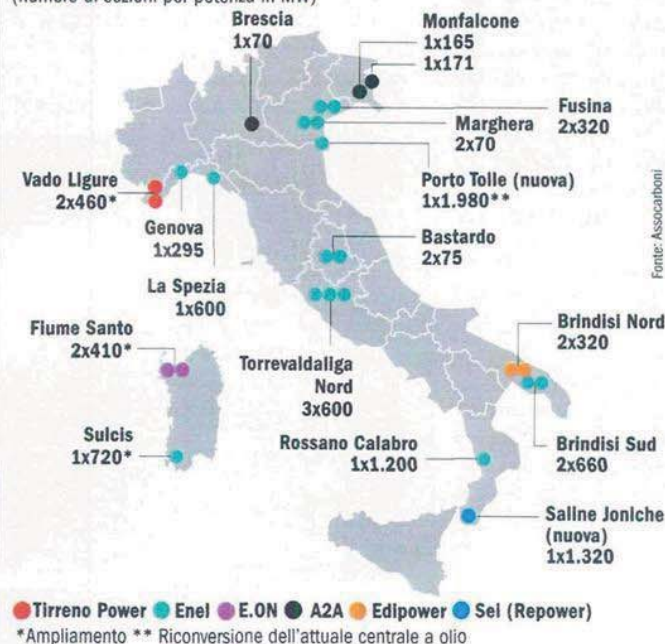 (numero di sezioni per potenza in MW)
Brescia
1x70
Monfalcone
1x165
1x171
Fusina
2x320
Marghera
2x70
Porto Tolle (nuova)
1x1.980**
Vado Ligure
2x460*
Genova
1x295
La Spezia
1x600
Bastardo
2x75
Fonte: Assocarboni
Fiume Santo
2x410*
Torrevaldaliga
Nord
3x600
Brindisi Nord
2x320
Sulcis
1x720*
Rossano Calabro
1x1.200
Brindisi Sud
2x660
Saline Joniche
(nuova)
1x1.320
Tirreno Power Enel E.ON A2A Edipower Sei (Repower)
*Ampliamento ** Riconversione dell'attuale centrale a olio